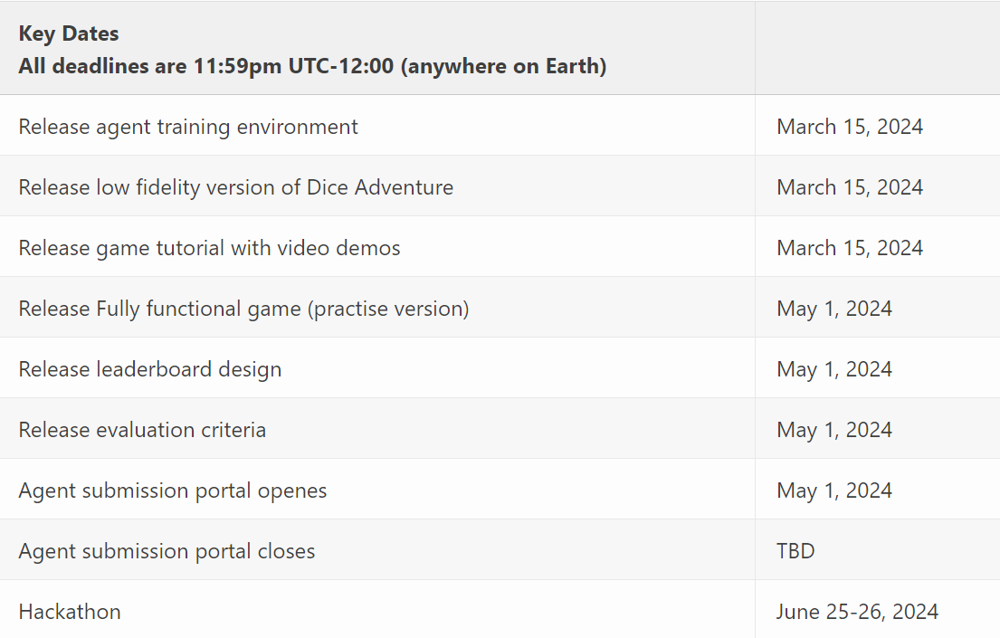 Key Dates
All deadlines are 11:59pm UTC-12:00 (anywhere on Earth)
Release agent training environment March 15, 2024
Release low fidelity version of Dice Adventure March 15, 2024
Release game tutorial with video demos March 15, 2024
Release Fully functional game (practise version) May 1, 2024
Release leaderboard design May 1, 2024
Release evaluation criteria May 1, 2024
Agent submission portal openes May 1, 2024
Agent submission portal closes TBD
Hackathon June 25-26, 2024